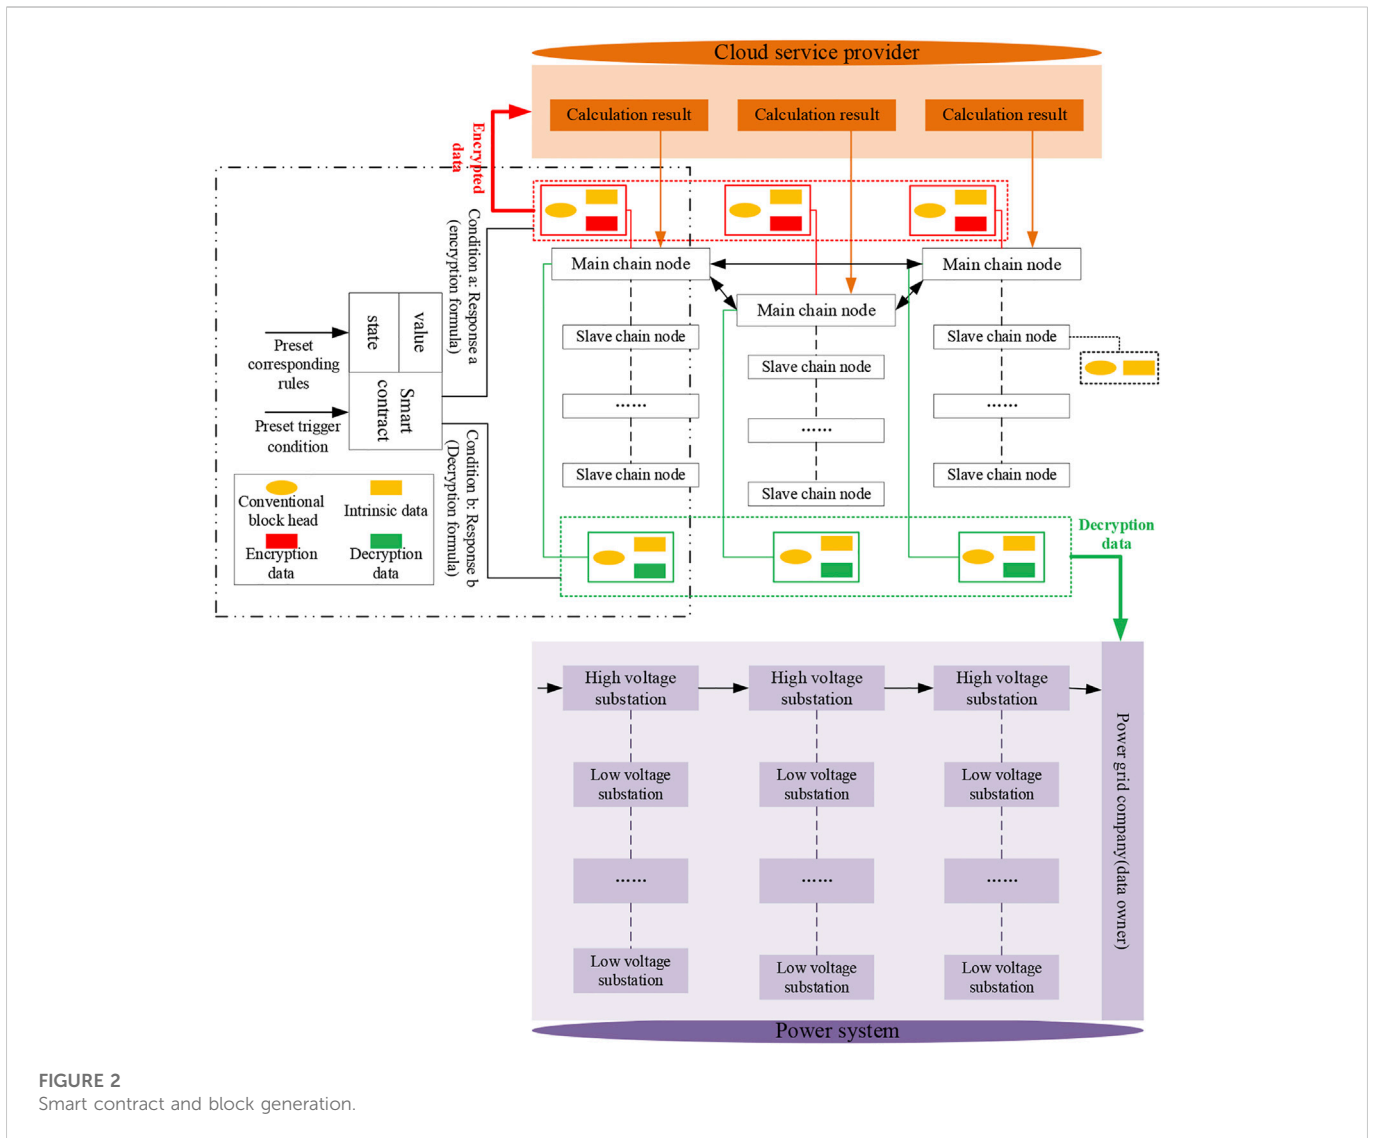 Cloud service provider
Calculation result
Calculation result
Calculation result
Encrypted
data
Condition a: Response a
(encryption formula)
Main chain node
Main chain node
Main chain node
Slave chain node
Slave chain node
Slave chain node
......
......
......
Slave chain node
Slave chain node
Slave chain node
state
value
Smart
contract
Preset
corresponding
rules
Preset trigger
condition
Condition b: Response b
(Decryption formula)
Conventional
block head
Intrinsic data
Encryption
data
Decryption
data
Decryption
data
High voltage
substation
High voltage
substation
High voltage
substation
Low voltage
substation
Low voltage
substation
Low voltage
substation
......
......
......
Low voltage
substation
Low voltage
substation
Low voltage
substation
Power grid company(data owner)
Power system
FIGURE 2
Smart contract and block generation.